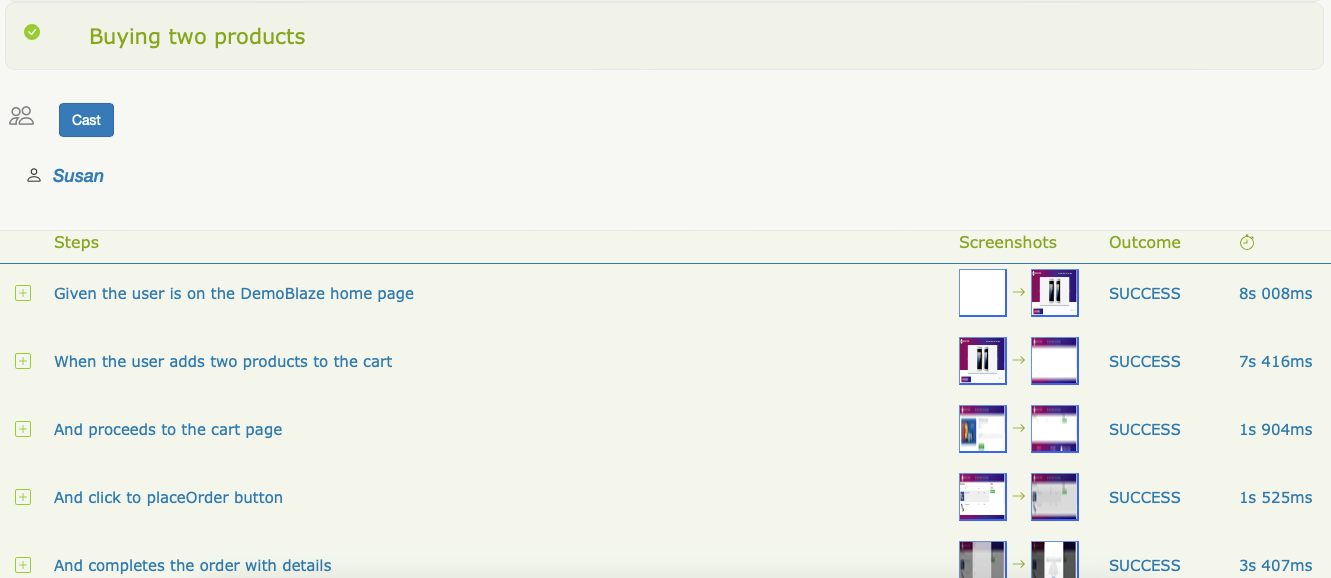 Buying two products
Cast
Susan
Steps Screenshots Outcome
Given the user is on the DemoBlaze home page SUCCESS 8s 008ms
When the user adds two products to the cart SUCCESS 7s 416ms
And proceeds to the cart page SUCCESS 1s 904ms
And click to placeOrder button SUCCESS 1s 525ms
And completes the order with details SUCCESS 3s 407ms